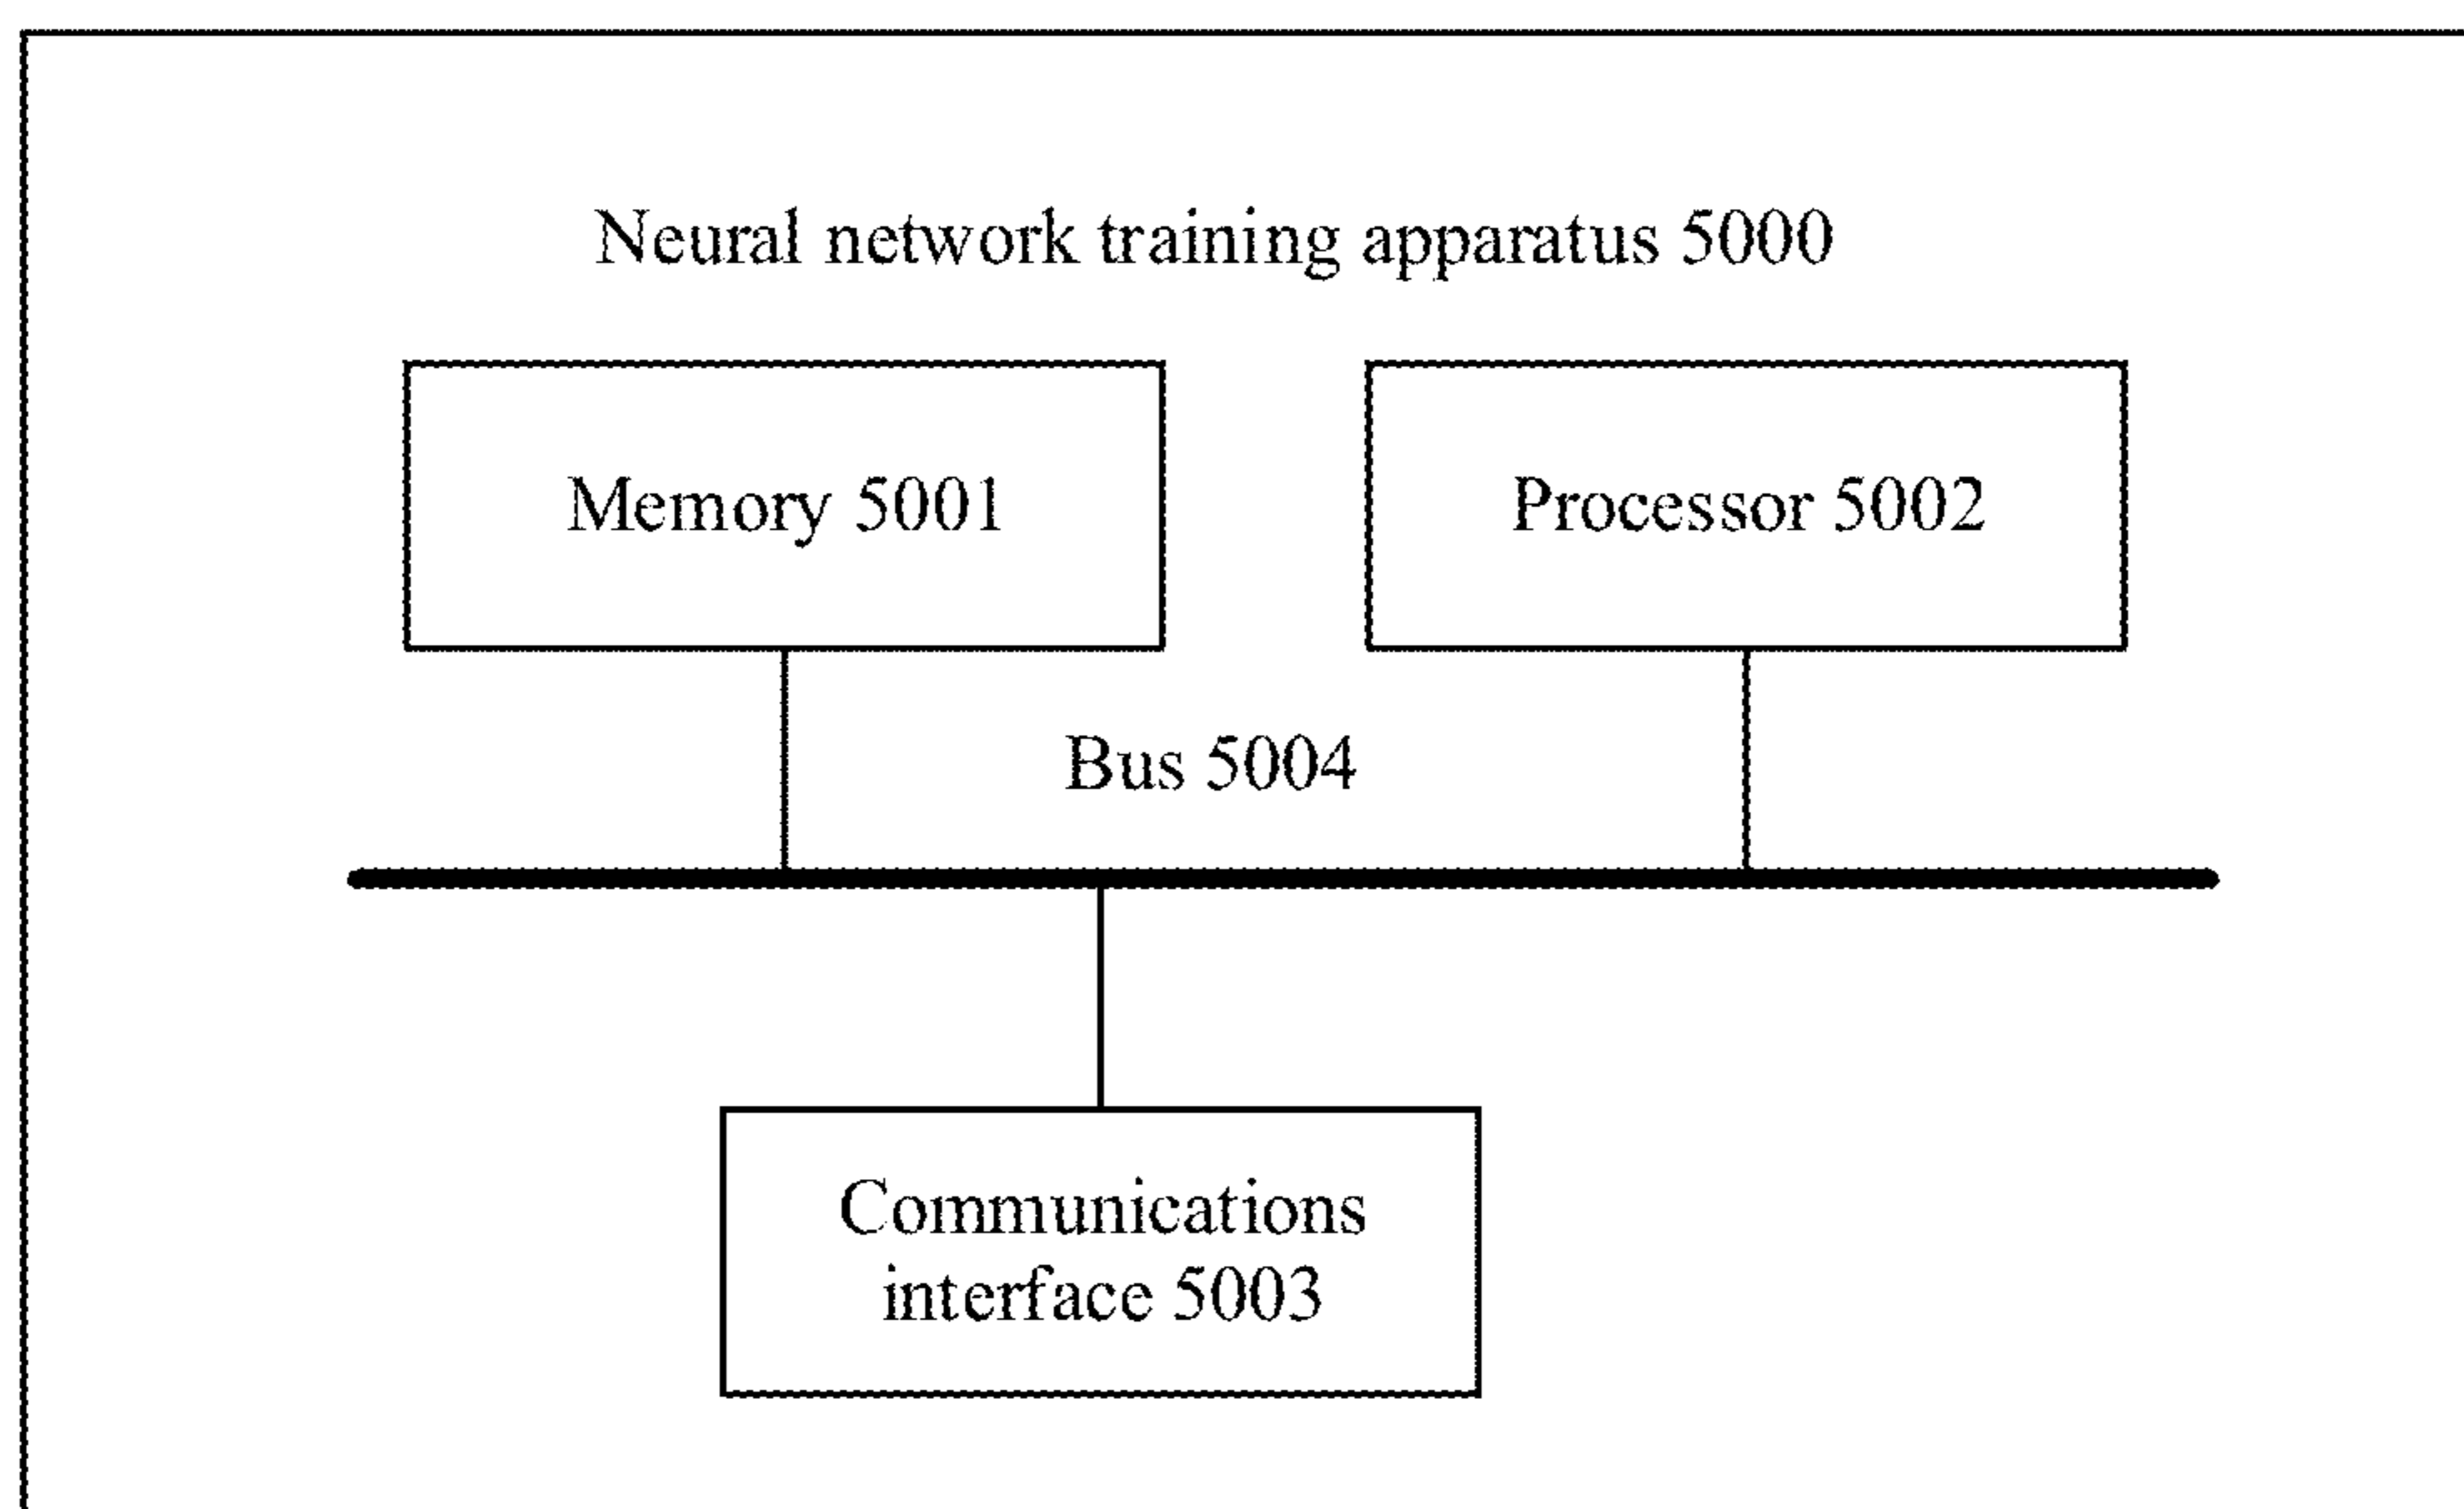 Neural network training apparatus 5000
Memory 5001
Processor 5002
Bus 5004
Communications
interface 5003